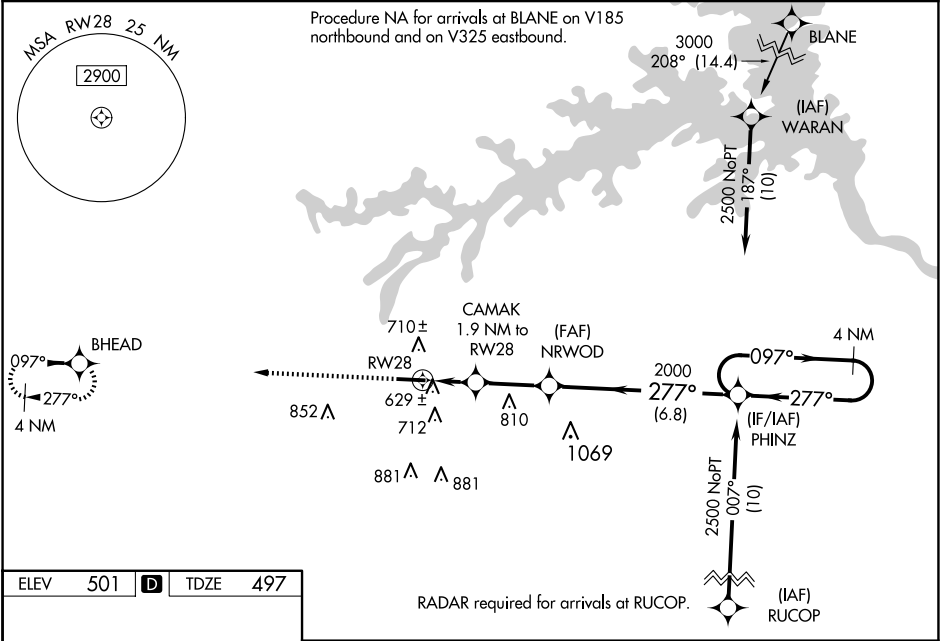 Procedure NA for arrivals at BLANE on V185
northbound and on V325 eastbound.
MSA RW28 25 NM
2900
BLANE
3000
208° (14.4)
(IAF)
WARAN
2500 NoPT
187°
(10)
BHEAD
097°
277°
4 NM
710±
RW28
629±
712
852
881
881
CAMAK
1.9 NM to
RW28
(FAF)
NRWOD
810
1069
2000
277°
(6.8)
097°
4 NM
277°
(IF/IAF)
PHINZ
2500 NoPT
007°
(10)
(IAF)
RUCOP
RADAR required for arrivals at RUCOP.
ELEV 501 D TDZE 497